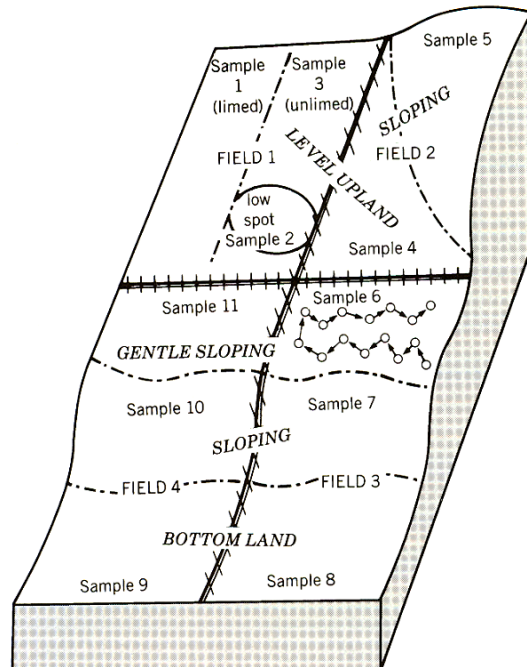 Sample 5
Sample
1
(limed)
Sample
3
(unlimed)
SLOPING
FIELD 1
LEVEL UPLAND
FIELD 2
low
spot
Sample 2
Sample 4
Sample 11
Sample 6
GENTLE SLOPING
Sample 10
Sample 7
SLOPING
FIELD 4
FIELD 3
BOTTOM LAND
Sample 9
Sample 8